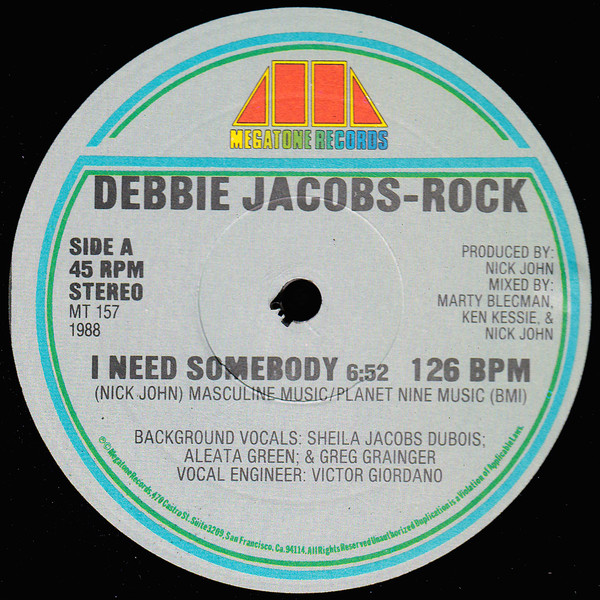 MEGATONE RECORDS
DEBBIE JACOBS-ROCK
SIDE A
45 RPM
STEREO
MT 157
1988
PRODUCED BY:
NICK JOHN
MIXED BY:
MARTY BLECMAN,
KEN KESSIE, &
NICK JOHN
I NEED SOMEBODY 6:52 126 BPM
(NICK JOHN) MASCULINE MUSIC/PLANET NINE MUSIC (BMI)
BACKGROUND VOCALS: SHEILA JACOBS DUBOIS;
ALEATA GREEN; & GREG GRAINGER
VOCAL ENGINEER: VICTOR GIORDANO
℗© Megatone Records, 470 Castro St. Suite 3209, San Francisco, Ca. 94114. All Rights Reserved Unauthorized Duplication is a Violation of Applicable Laws.